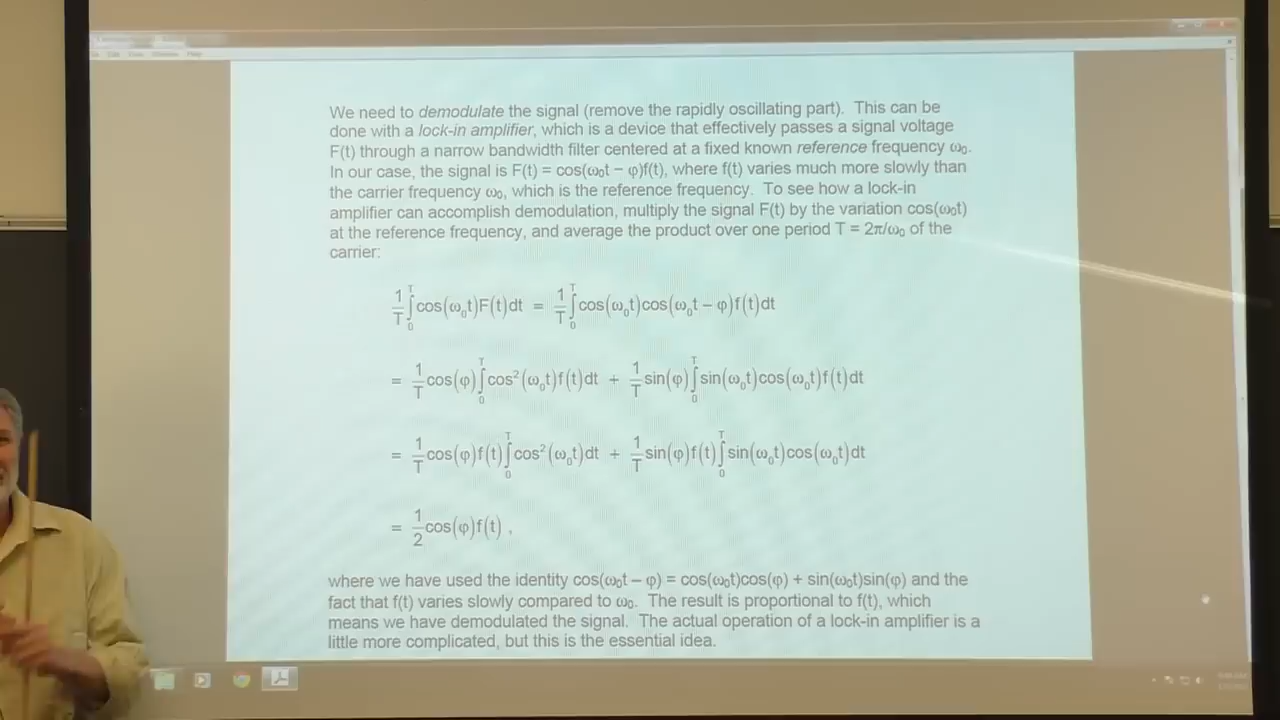 We need to demodulate the signal (remove the rapidly oscillating part). This can be
done with a lock-in amplifier, which is a device that effectively passes a signal voltage
F(t) through a narrow bandwidth filter centered at a fixed known reference frequency ω₀.
In our case, the signal is F(t) = cos(ω₀t − φ)f(t), where f(t) varies much more slowly than
the carrier frequency ω₀, which is the reference frequency. To see how a lock-in
amplifier can accomplish demodulation, multiply the signal F(t) by the variation cos(ω₀t)
at the reference frequency, and average the product over one period T = 2π/ω₀ of the
carrier:
1/T ∫₀ᵀ cos(ω₀t)F(t)dt = 1/T ∫₀ᵀ cos(ω₀t)cos(ω₀t − φ)f(t)dt
= 1/T cos(φ)∫₀ᵀ cos²(ω₀t)f(t)dt + 1/T sin(φ)∫₀ᵀ sin(ω₀t)cos(ω₀t)f(t)dt
= 1/T cos(φ)f(t)∫₀ᵀ cos²(ω₀t)dt + 1/T sin(φ)f(t)∫₀ᵀ sin(ω₀t)cos(ω₀t)dt
= 1/2 cos(φ)f(t) ,
where we have used the identity cos(ω₀t − φ) = cos(ω₀t)cos(φ) + sin(ω₀t)sin(φ) and the
fact that f(t) varies slowly compared to ω₀. The result is proportional to f(t), which
means we have demodulated the signal. The actual operation of a lock-in amplifier is a
little more complicated, but this is the essential idea.